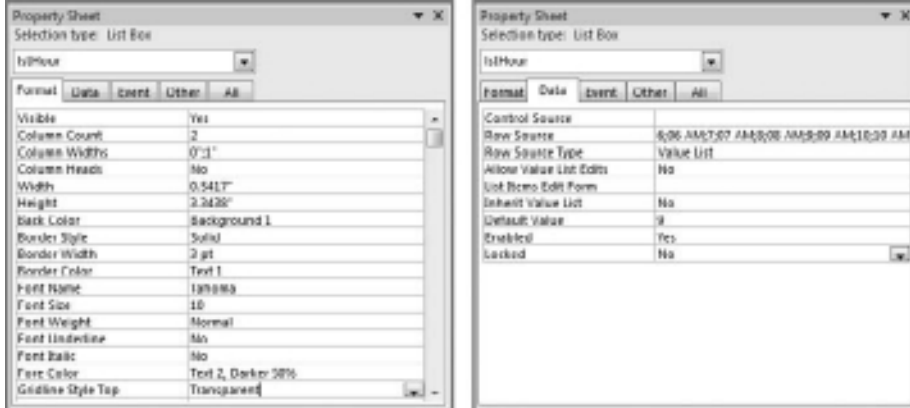 Property Sheet
Selection type: List Box
lstHour
Format Data Event Other All
Visible Yes
Column Count 2
Column Widths 0";1"
Column Heads No
Width 0.5417"
Height 3.3438"
Back Color Background 1
Border Style Solid
Border Width 3 pt
Border Color Text 1
Font Name Tahoma
Font Size 10
Font Weight Normal
Font Underline No
Font Italic No
Fore Color Text 2, Darker 50%
Gridline Style Top Transparent
Property Sheet
Selection type: List Box
lstHour
Format Data Event Other All
Control Source
Row Source 6;06 AM;7;07 AM;8;08 AM;9;09 AM;10;10 AM
Row Source Type Value List
Allow Value List Edits No
List Items Edit Form
Inherit Value List No
Default Value 9
Enabled Yes
Locked No